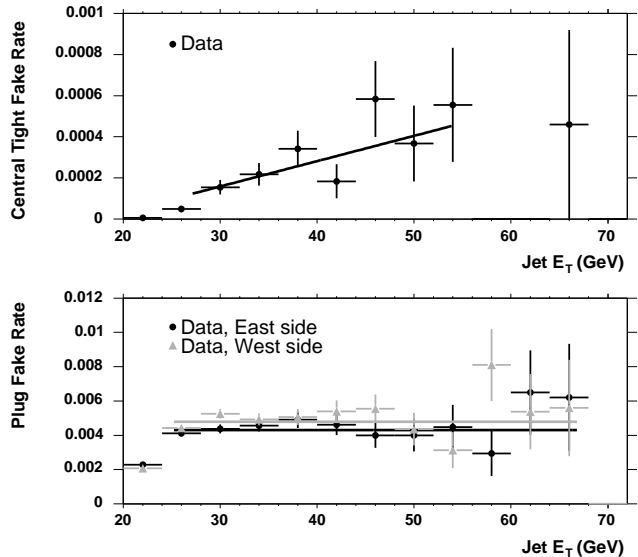 Central Tight Fake Rate
0.001
0.0008
0.0006
0.0004
0.0002
0
Data
20 30 40 50 60 70
Jet E_T (GeV)
Plug Fake Rate
0.012
0.01
0.008
0.006
0.004
0.002
0
Data, East side
Data, West side
20 30 40 50 60 70
Jet E_T (GeV)